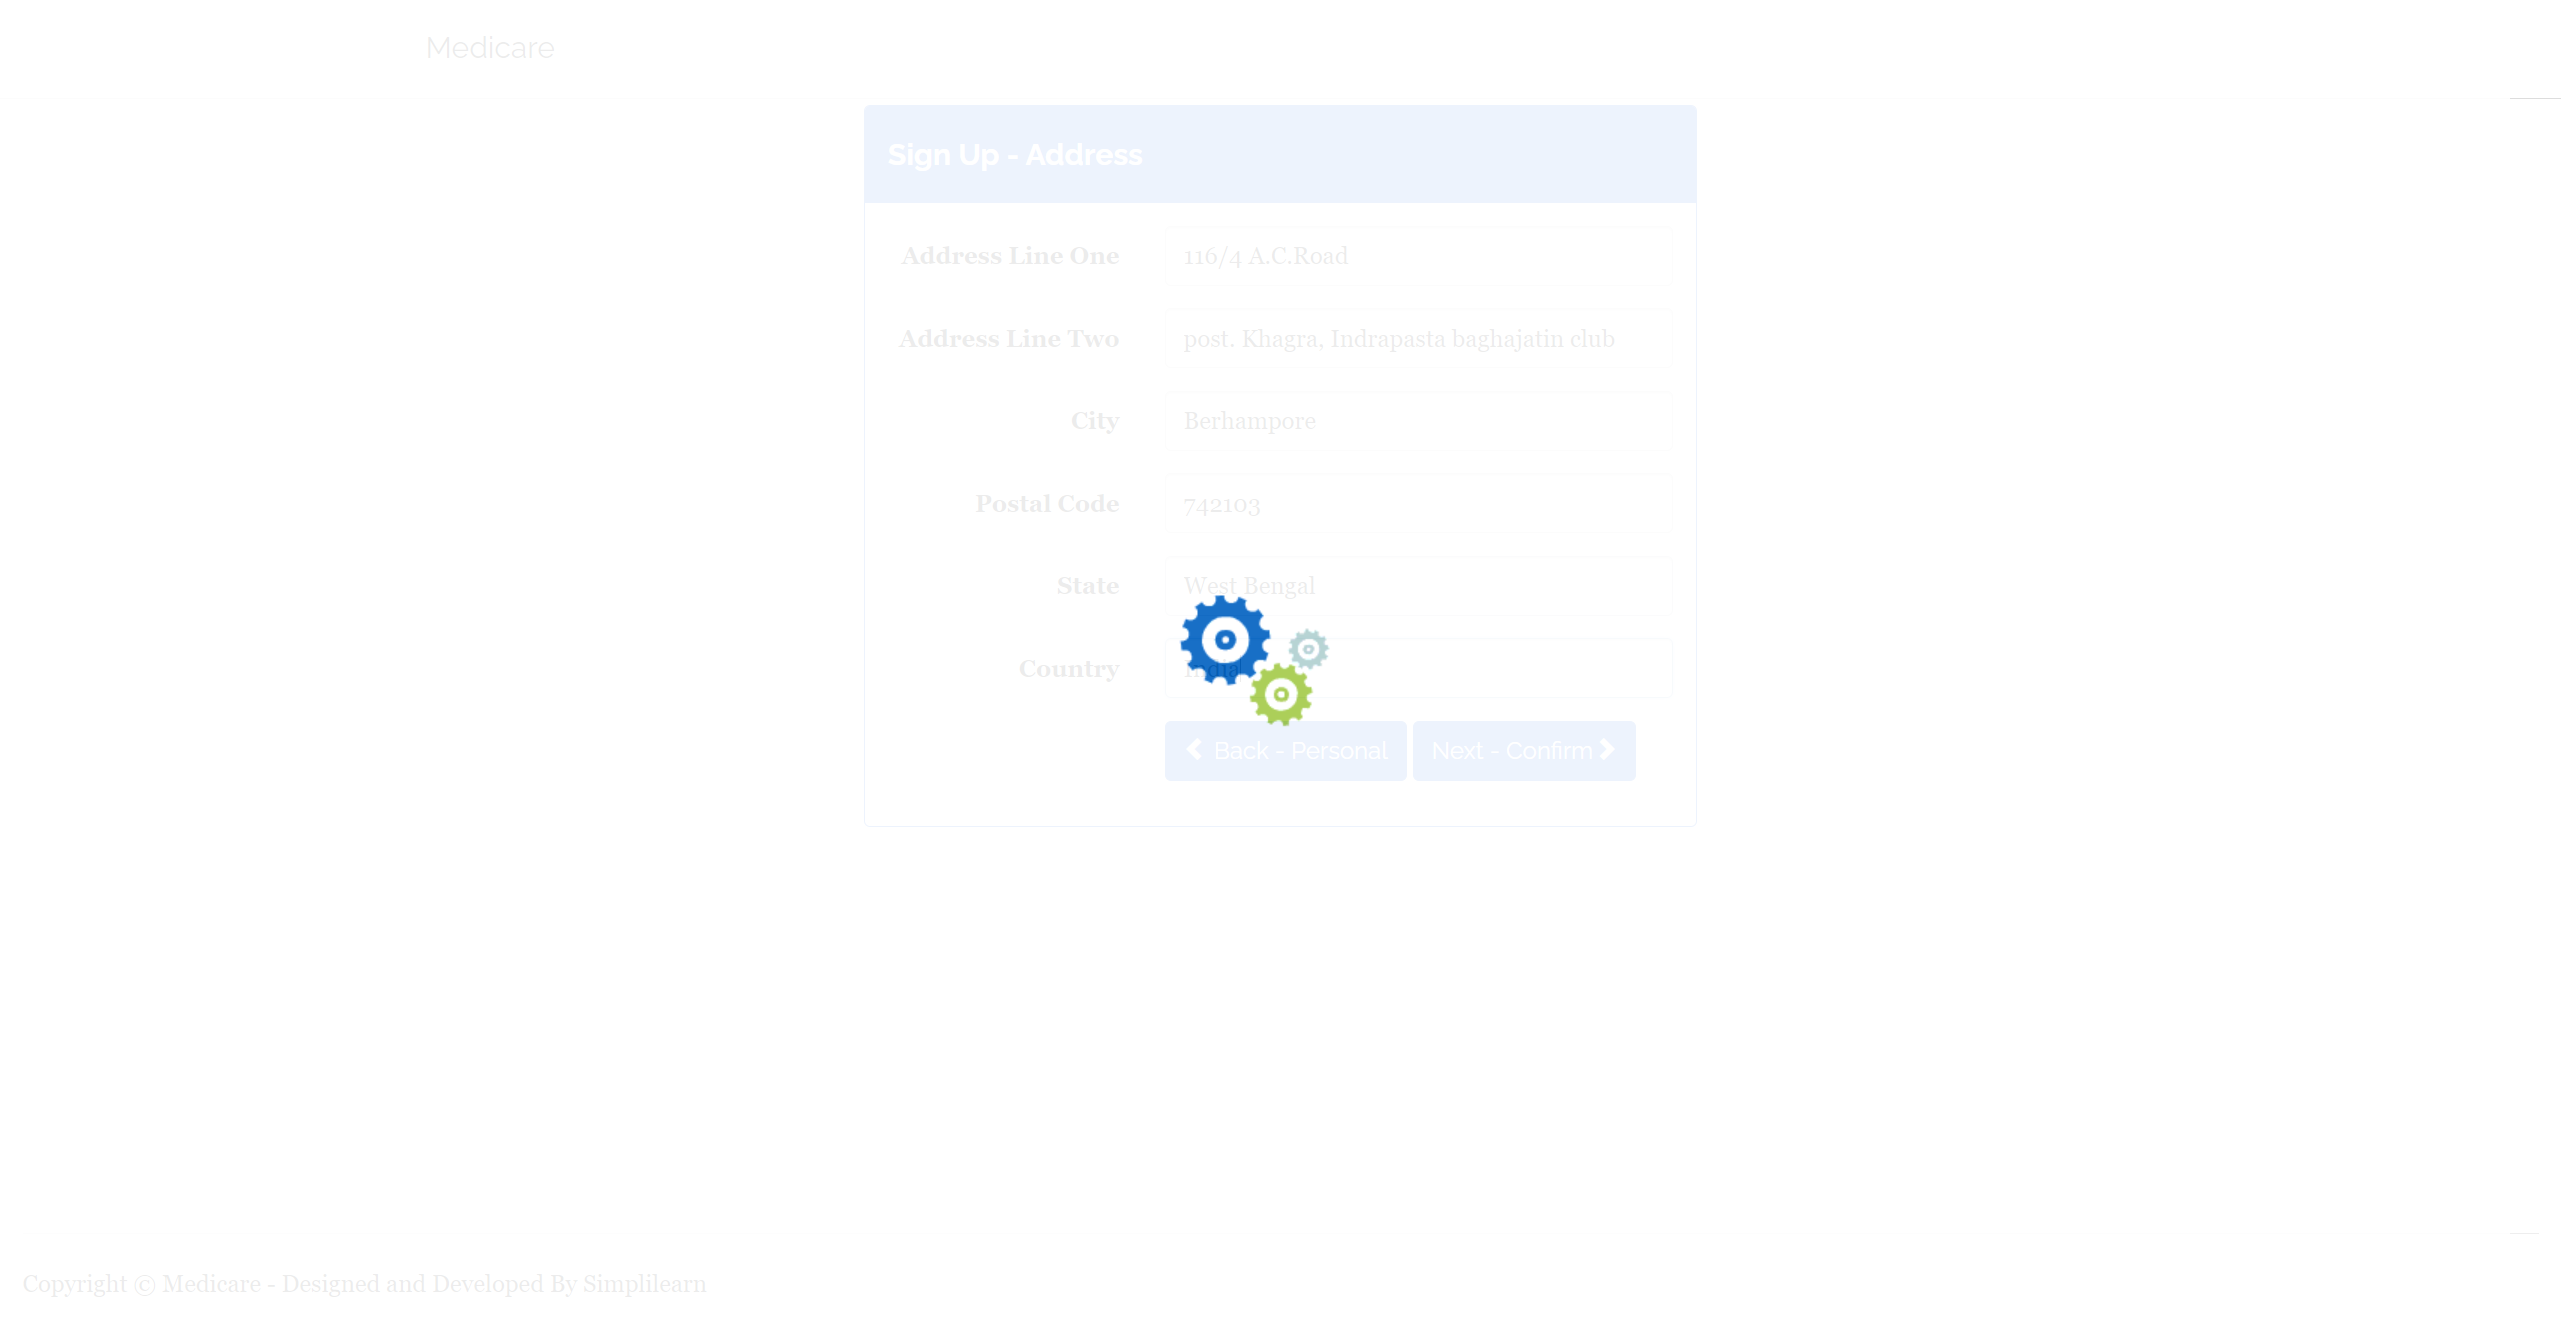 Medicare
Sign Up - Address
Address Line One 116/4 A.C.Road
Address Line Two post. Khagra, Indrapasta baghajatin club
City Berhampore
Postal Code 742103
State West Bengal
Country India
Back - Personal Next - Confirm
Copyright © Medicare - Designed and Developed By Simplilearn